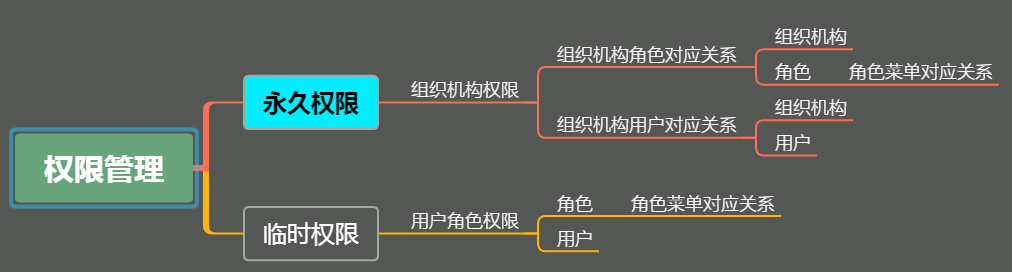 权限管理
永久权限
组织机构权限
组织机构角色对应关系
组织机构
角色
角色菜单对应关系
组织机构用户对应关系
组织机构
用户
临时权限
用户角色权限
角色
角色菜单对应关系
用户